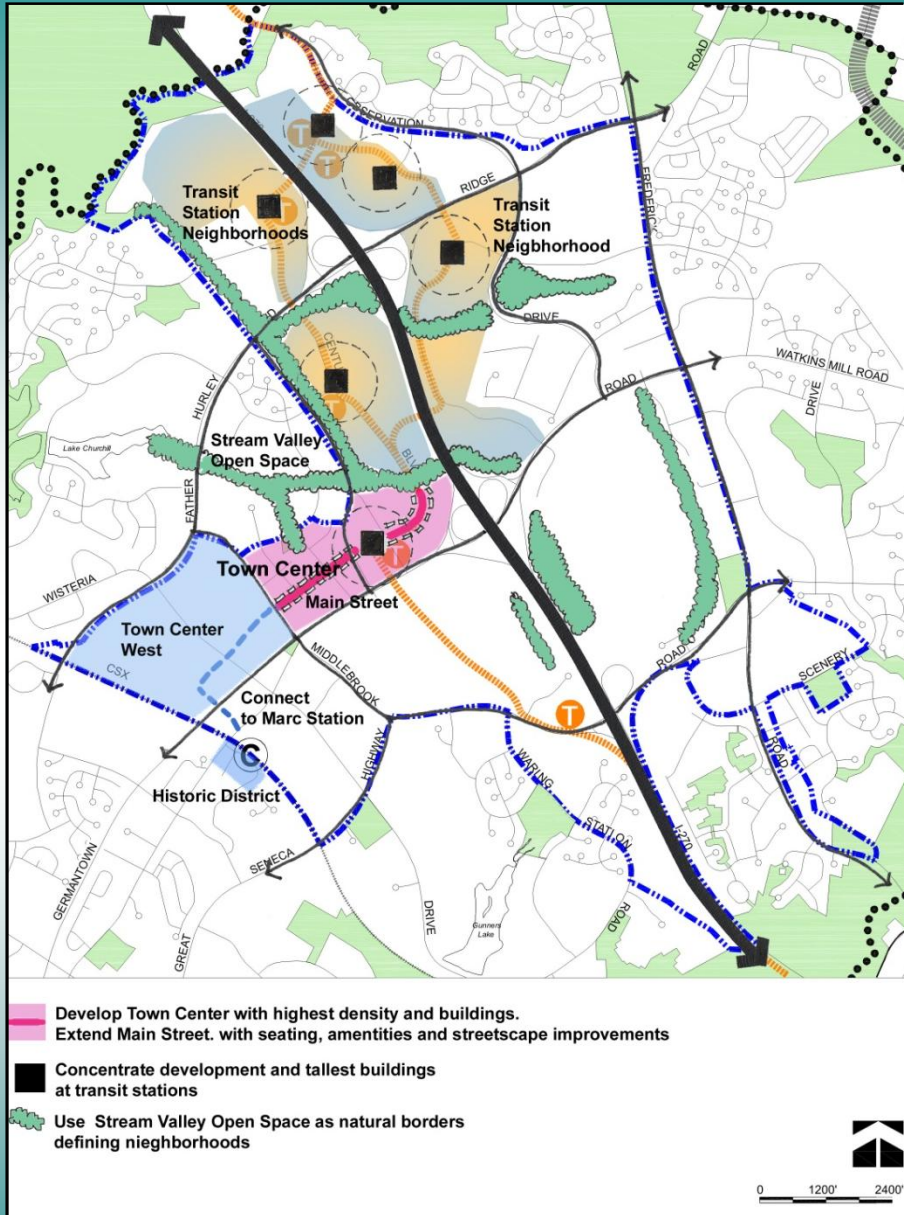 ROAD
OBSERVATION
RIDGE
FREDERICK
T
T
T
Transit
Station
Neighborhoods
Transit
Station
Neigbhorhood
DRIVE
ROAD
WATKINS MILL ROAD
DRIVE
HURLEY
T
Lake Churchill
Stream Valley
Open Space
FATHER
T
Town Center
Main Street
WISTERIA
Town Center
West
CSX
MIDDLEBROOK
ROAD
SCENERY
Connect
to Marc Station
T
C
HIGHWAY
ROAD
Historic District
WARING
STATION
I-270
SENECA
GERMANTOWN
GREAT
DRIVE
Gunners
Lake
ROAD
Develop Town Center with highest density and buildings.
Extend Main Street. with seating, amentities and streetscape improvements
Concentrate development and tallest buildings
at transit stations
Use Stream Valley Open Space as natural borders
defining nieghborhoods
0 1200' 2400'